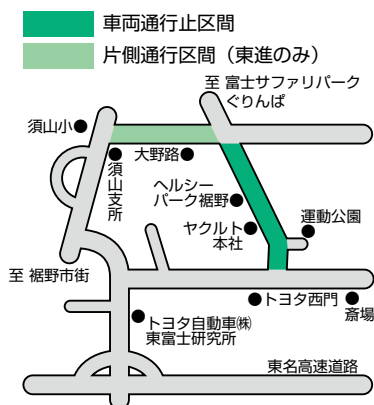 車両通行止区間
片側通行区間（東進のみ）
至 富士サファリパーク
ぐりんぱ
須山小
須山支所
大野路
ヘルシー
パーク裾野
ヤクルト
本社
運動公園
至 裾野市街
トヨタ西門
斎場
トヨタ自動車㈱
東富士研究所
東名高速道路